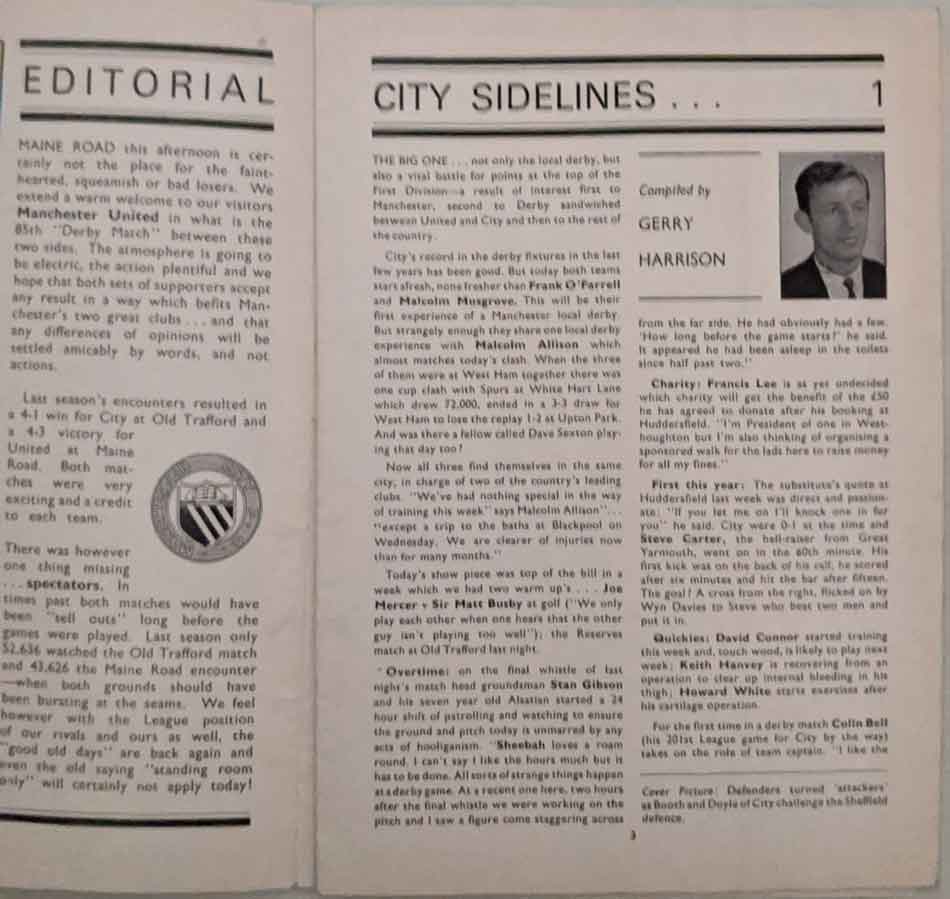 EDITORIAL
MAINE ROAD this afternoon is cer-
tainly not the place for the faint-
hearted, squeamish or bad losers. We
extend a warm welcome to our visitors
Manchester United in what is the
85th "Derby Match" between these
two sides. The atmosphere is going to
be electric, the action plentiful and we
hope that both sets of supporters accept
any result in a way which befits Man-
chester's two great clubs . . . and that
any differences of opinions will be
settled amicably by words, and not
actions.
Last season's encounters resulted in
a 4-1 win for City at Old Trafford and
a 4-3 victory for
United at Maine
Road. Both mat-
ches were very
exciting and a credit
to each team.
There was however
one thing missing
. . . spectators. In
times past both matches would have
been "sell outs" long before the
games were played. Last season only
52,636 watched the Old Trafford match
and 43,626 the Maine Road encounter
—when both grounds should have
been bursting at the seams. We feel
however with the League position
of our rivals and ours as well, the
"good old days" are back again and
even the old saying "standing room
only" will certainly not apply today!
CITY SIDELINES . . . 1
THE BIG ONE . . . not only the local derby, but
also a vital battle for points at the top of the
First Division—a result of interest first to
Manchester, second to Derby sandwiched
between United and City and then to the rest of
the country.
City's record in the derby fixtures in the last
few years has been good. But today both teams
start afresh, none fresher than Frank O'Farrell
and Malcolm Musgrove. This will be their
first experience of a Manchester local derby.
But strangely enough they share one local derby
experience with Malcolm Allison which
almost matches today's clash. When the three
of them were at West Ham together there was
one cup clash with Spurs at White Hart Lane
which drew 72,000, ended in a 3-3 draw for
West Ham to lose the replay 1-2 at Upton Park.
And was there a fellow called Dave Sexton play-
ing that day too?
Now all three find themselves in the same
city, in charge of two of the country's leading
clubs. "We've had nothing special in the way
of training this week" says Malcolm Allison" . . .
"except a trip to the baths at Blackpool on
Wednesday. We are clearer of injuries now
than for many months."
Today's show piece was top of the bill in a
week which we had two warm up's . . . Joe
Mercer v Sir Matt Busby at golf ("We only
play each other when one hears that the other
guy isn't playing too well"); the Reserves
match at Old Trafford last night.
"Overtime: on the final whistle of last
night's match head groundsman Stan Gibson
and his seven year old Alsatian started a 24
hour shift of patrolling and watching to ensure
the ground and pitch today is unmarred by any
acts of hooliganism. "Sheebah loves a roam
round. I can't say I like the hours much but it
has to be done. All sorts of strange things happen
at a derby game. At a recent one here, two hours
after the final whistle we were working on the
pitch and I saw a figure come staggering across
Compiled by
GERRY
HARRISON
from the far side. He had obviously had a few.
'How long before the game starts?' he said.
It appeared he had been asleep in the toilets
since half past two."
Charity: Francis Lee is as yet undecided
which charity will get the benefit of the £50
he has agreed to donate after his booking at
Huddersfield. "I'm President of one in West-
houghton but I'm also thinking of organising a
sponsored walk for the lads here to raise money
for all my fines."
First this year: The substitute's quote at
Huddersfield last week was direct and passion-
ate: "If you let me on I'll knock one in for
you" he said. City were 0-1 at the time and
Steve Carter, the hell-raiser from Great
Yarmouth, went on in the 60th minute. His
first kick was on the back of his calf, he scored
after six minutes and hit the bar after fifteen.
The goal? A cross from the right, flicked on by
Wyn Davies to Steve who beat two men and
put it in.
Quickies: David Connor started training
this week and, touch wood, is likely to play next
week; Keith Hanvey is recovering from an
operation to clear up internal bleeding in his
thigh; Howard White starts exercises after
his cartilage operation.
For the first time in a derby match Colin Bell
(his 201st League game for City by the way)
takes on the role of team captain. "I like the
Cover Picture: Defenders turned 'attackers'
as Booth and Doyle of City challenge the Sheffield
defence.
3